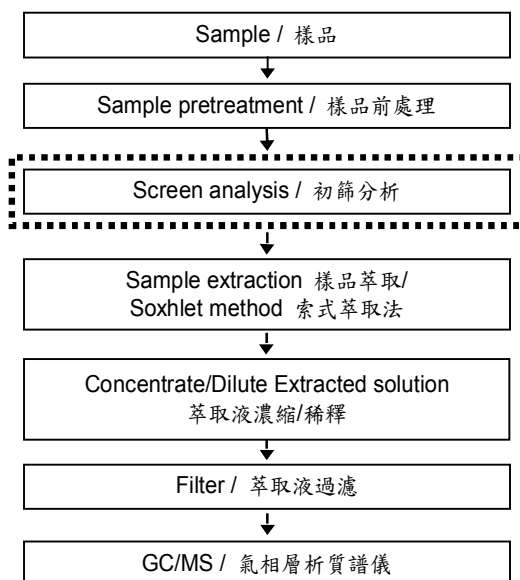 Sample / 樣品
Sample pretreatment / 樣品前處理
Screen analysis / 初篩分析
Sample extraction 樣品萃取/
Soxhlet method 索式萃取法
Concentrate/Dilute Extracted solution
萃取液濃縮/稀釋
Filter / 萃取液過濾
GC/MS / 氣相層析質譜儀